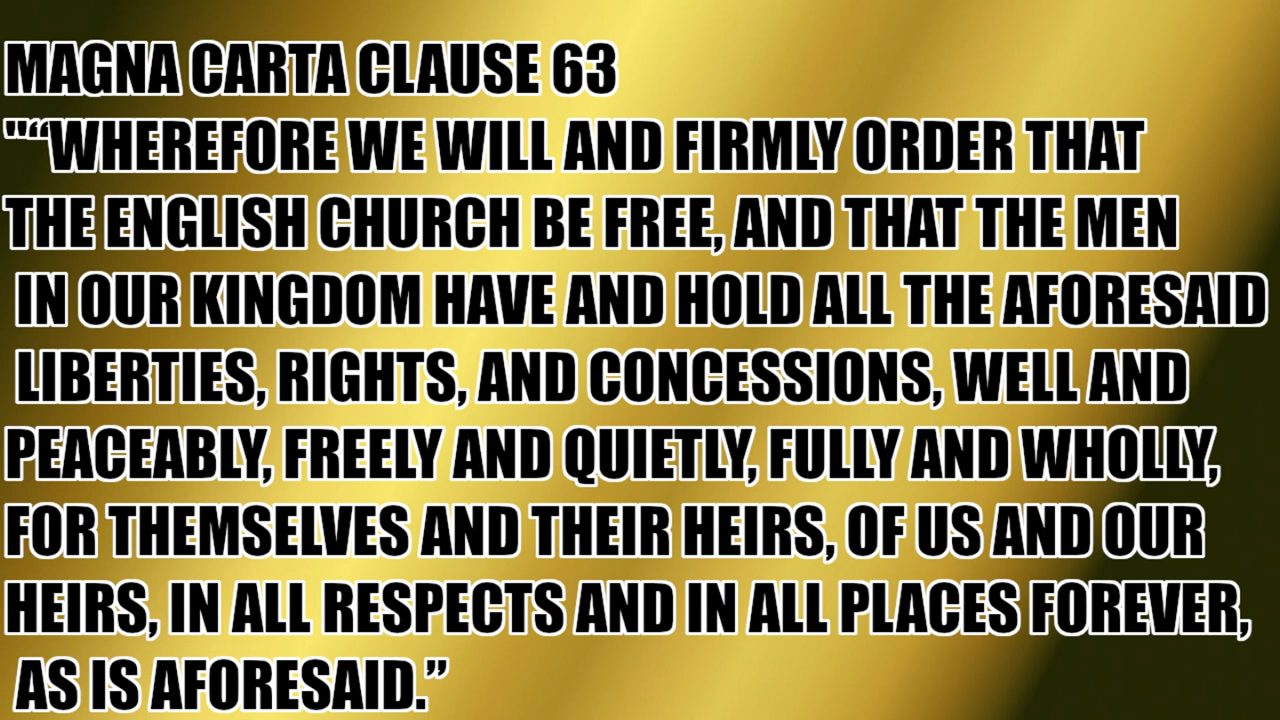 MAGNA CARTA CLAUSE 63
"“WHEREFORE WE WILL AND FIRMLY ORDER THAT
THE ENGLISH CHURCH BE FREE, AND THAT THE MEN
IN OUR KINGDOM HAVE AND HOLD ALL THE AFORESAID
LIBERTIES, RIGHTS, AND CONCESSIONS, WELL AND
PEACEABLY, FREELY AND QUIETLY, FULLY AND WHOLLY,
FOR THEMSELVES AND THEIR HEIRS, OF US AND OUR
HEIRS, IN ALL RESPECTS AND IN ALL PLACES FOREVER,
AS IS AFORESAID.”